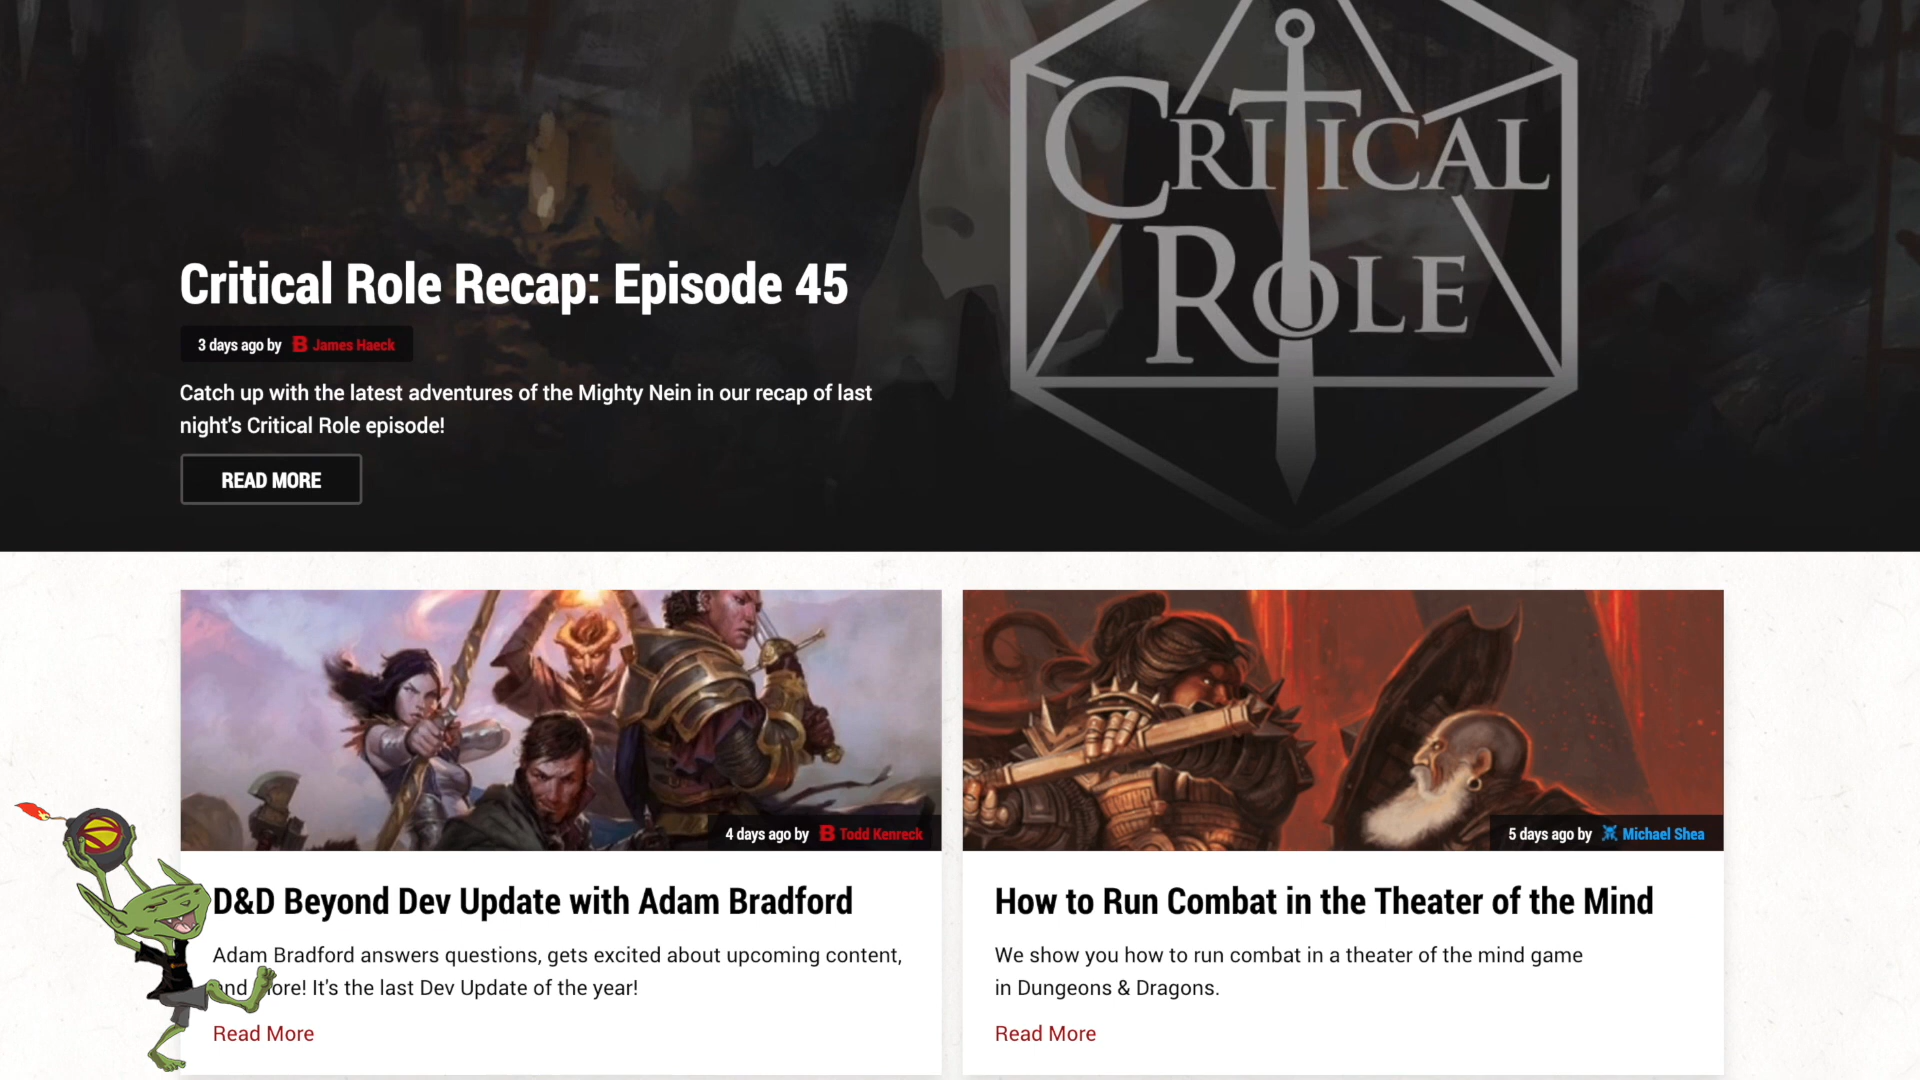 CRITICAL
ROLE
Critical Role Recap: Episode 45
3 days ago by James Haeck
Catch up with the latest adventures of the Mighty Nein in our recap of last
night's Critical Role episode!
READ MORE
4 days ago by Todd Kenreck
D&D Beyond Dev Update with Adam Bradford
Adam Bradford answers questions, gets excited about upcoming content,
and more! It's the last Dev Update of the year!
Read More
5 days ago by Michael Shea
How to Run Combat in the Theater of the Mind
We show you how to run combat in a theater of the mind game
in Dungeons & Dragons.
Read More